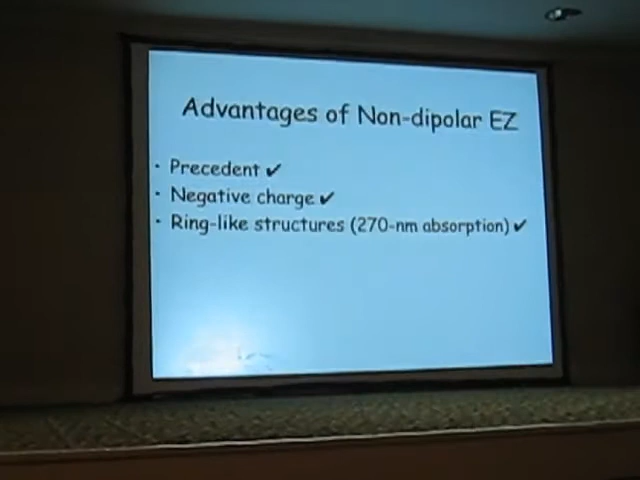 Advantages of Non-dipolar EZ
· Precedent ✔
· Negative charge ✔
· Ring-like structures (270-nm absorption) ✔